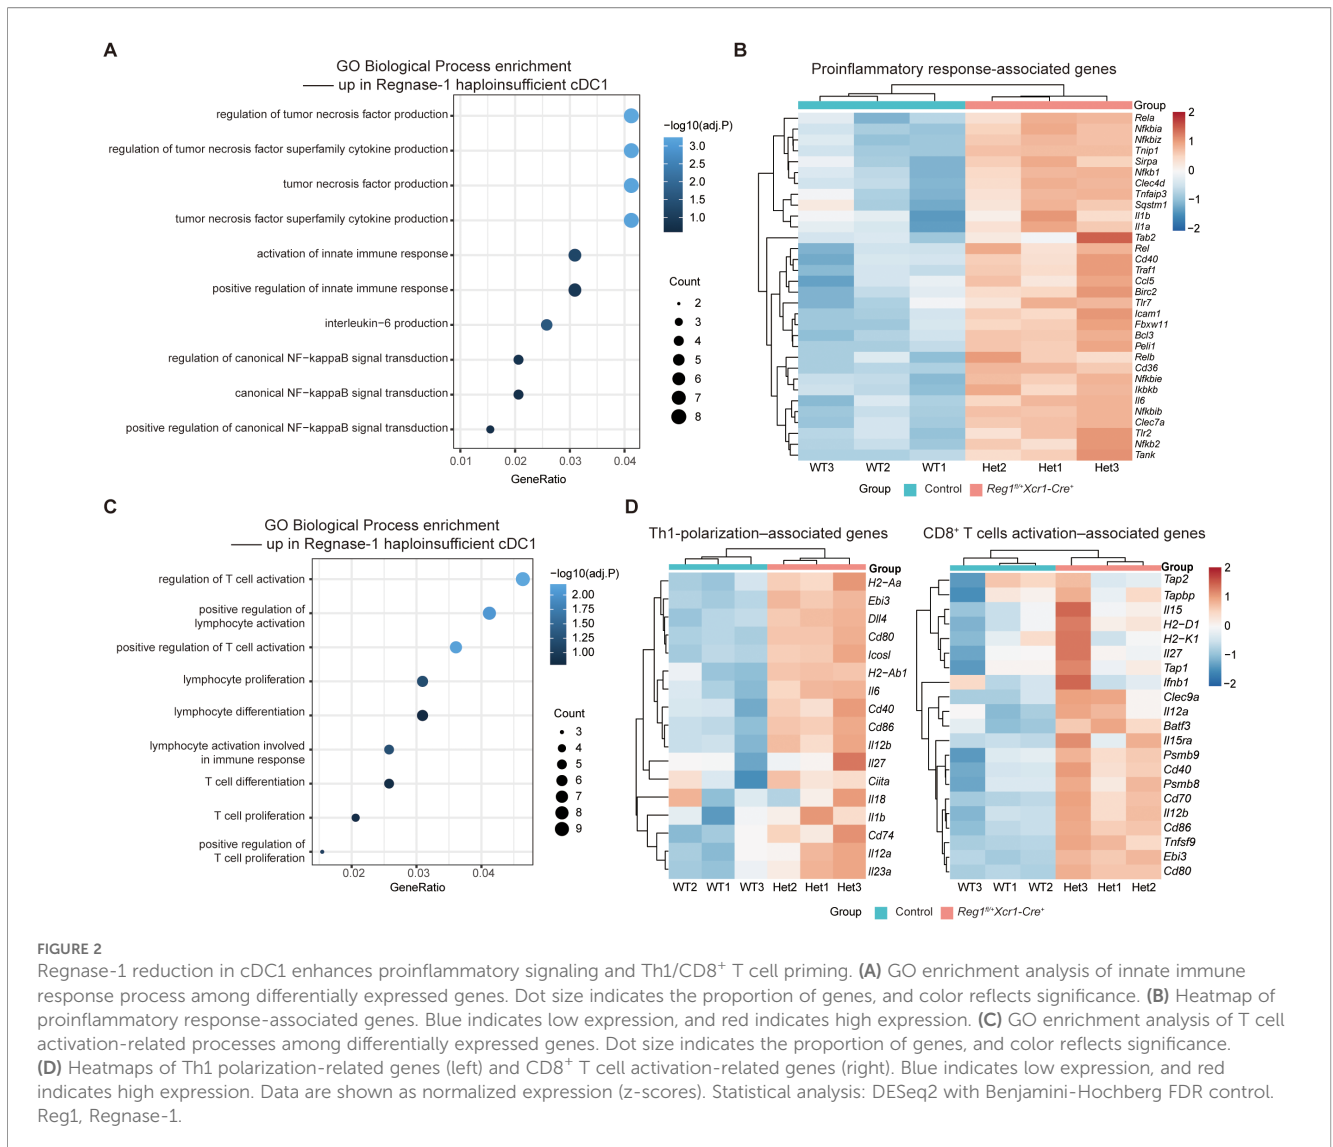 A
GO Biological Process enrichment
up in Regnase-1 haploinsufficient cDC1
regulation of tumor necrosis factor production
regulation of tumor necrosis factor superfamily cytokine production
tumor necrosis factor production
tumor necrosis factor superfamily cytokine production
activation of innate immune response
positive regulation of innate immune response
interleukin−6 production
regulation of canonical NF−kappaB signal transduction
canonical NF−kappaB signal transduction
positive regulation of canonical NF−kappaB signal transduction
0.01 0.02 0.03 0.04
GeneRatio
−log10(adj.P)
3.0
2.5
2.0
1.5
1.0
Count
2
3
4
5
6
7
8
B
Proinflammatory response-associated genes
Group
Rela
Nfkbia
Nfkbiz
Tnip1
Sirpa
Nfkb1
Clec4d
Tnfaip3
Sqstm1
Il1b
Il1a
Tab2
Rel
Cd40
Traf1
Ccl5
Birc2
Tlr7
Icam1
Fbxw11
Bcl3
Peli1
Relb
Cd36
Nfkbie
Ikbkb
Il6
Nfkbib
Clec7a
Tlr2
Nfkb2
Tank
WT3 WT2 WT1 Het2 Het1 Het3
2
1
0
−1
−2
Group Control Reg1fl/+Xcr1-Cre+
C
GO Biological Process enrichment
up in Regnase-1 haploinsufficient cDC1
regulation of T cell activation
positive regulation of
lymphocyte activation
positive regulation of T cell activation
lymphocyte proliferation
lymphocyte differentiation
lymphocyte activation involved
in immune response
T cell differentiation
T cell proliferation
positive regulation of
T cell proliferation
0.02 0.03 0.04
GeneRatio
−log10(adj.P)
2.00
1.75
1.50
1.25
1.00
Count
3
4
5
6
7
8
9
D
Th1-polarization–associated genes
Group
H2−Aa
Ebi3
Dll4
Cd80
Icosl
H2−Ab1
Il6
Cd40
Cd86
Il12b
Il27
Ciita
Il18
Il1b
Cd74
Il12a
Il23a
WT2 WT1 WT3 Het2 Het1 Het3
CD8+ T cells activation–associated genes
Group
Tap2
Tapbp
Il15
H2−D1
H2−K1
Il27
Tap1
Ifnb1
Clec9a
Il12a
Batf3
Il15ra
Psmb9
Cd40
Psmb8
Cd70
Il12b
Cd86
Tnfsf9
Ebi3
Cd80
WT3 WT1 WT2 Het3 Het1 Het2
2
1
0
−1
−2
Group Control Reg1fl/+Xcr1-Cre+
FIGURE 2
Regnase-1 reduction in cDC1 enhances proinflammatory signaling and Th1/CD8+ T cell priming. (A) GO enrichment analysis of innate immune
response process among differentially expressed genes. Dot size indicates the proportion of genes, and color reflects significance. (B) Heatmap of
proinflammatory response-associated genes. Blue indicates low expression, and red indicates high expression. (C) GO enrichment analysis of T cell
activation-related processes among differentially expressed genes. Dot size indicates the proportion of genes, and color reflects significance.
(D) Heatmaps of Th1 polarization-related genes (left) and CD8+ T cell activation-related genes (right). Blue indicates low expression, and red
indicates high expression. Data are shown as normalized expression (z-scores). Statistical analysis: DESeq2 with Benjamini-Hochberg FDR control.
Reg1, Regnase-1.